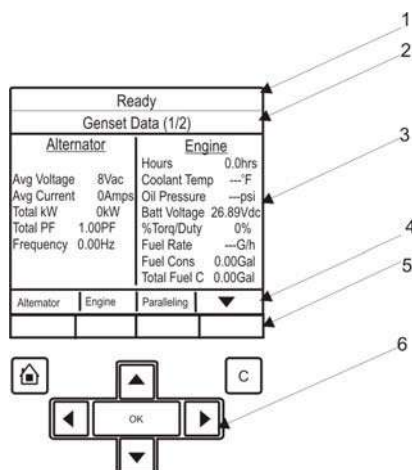 1
2
Ready
Genset Data (1/2)
3
Alternator
Avg Voltage 8Vac
Avg Current 0Amps
Total kW 0kW
Total PF 1.00PF
Frequency 0.00Hz
Engine
Hours 0.0hrs
Coolant Temp ---°F
Oil Pressure ---psi
Batt Voltage 26.89Vdc
%Torq/Duty 0%
Fuel Rate ---G/h
Fuel Cons 0.00Gal
Total Fuel C 0.00Gal
4
Alternator Engine Paralleling
5
6
C
OK